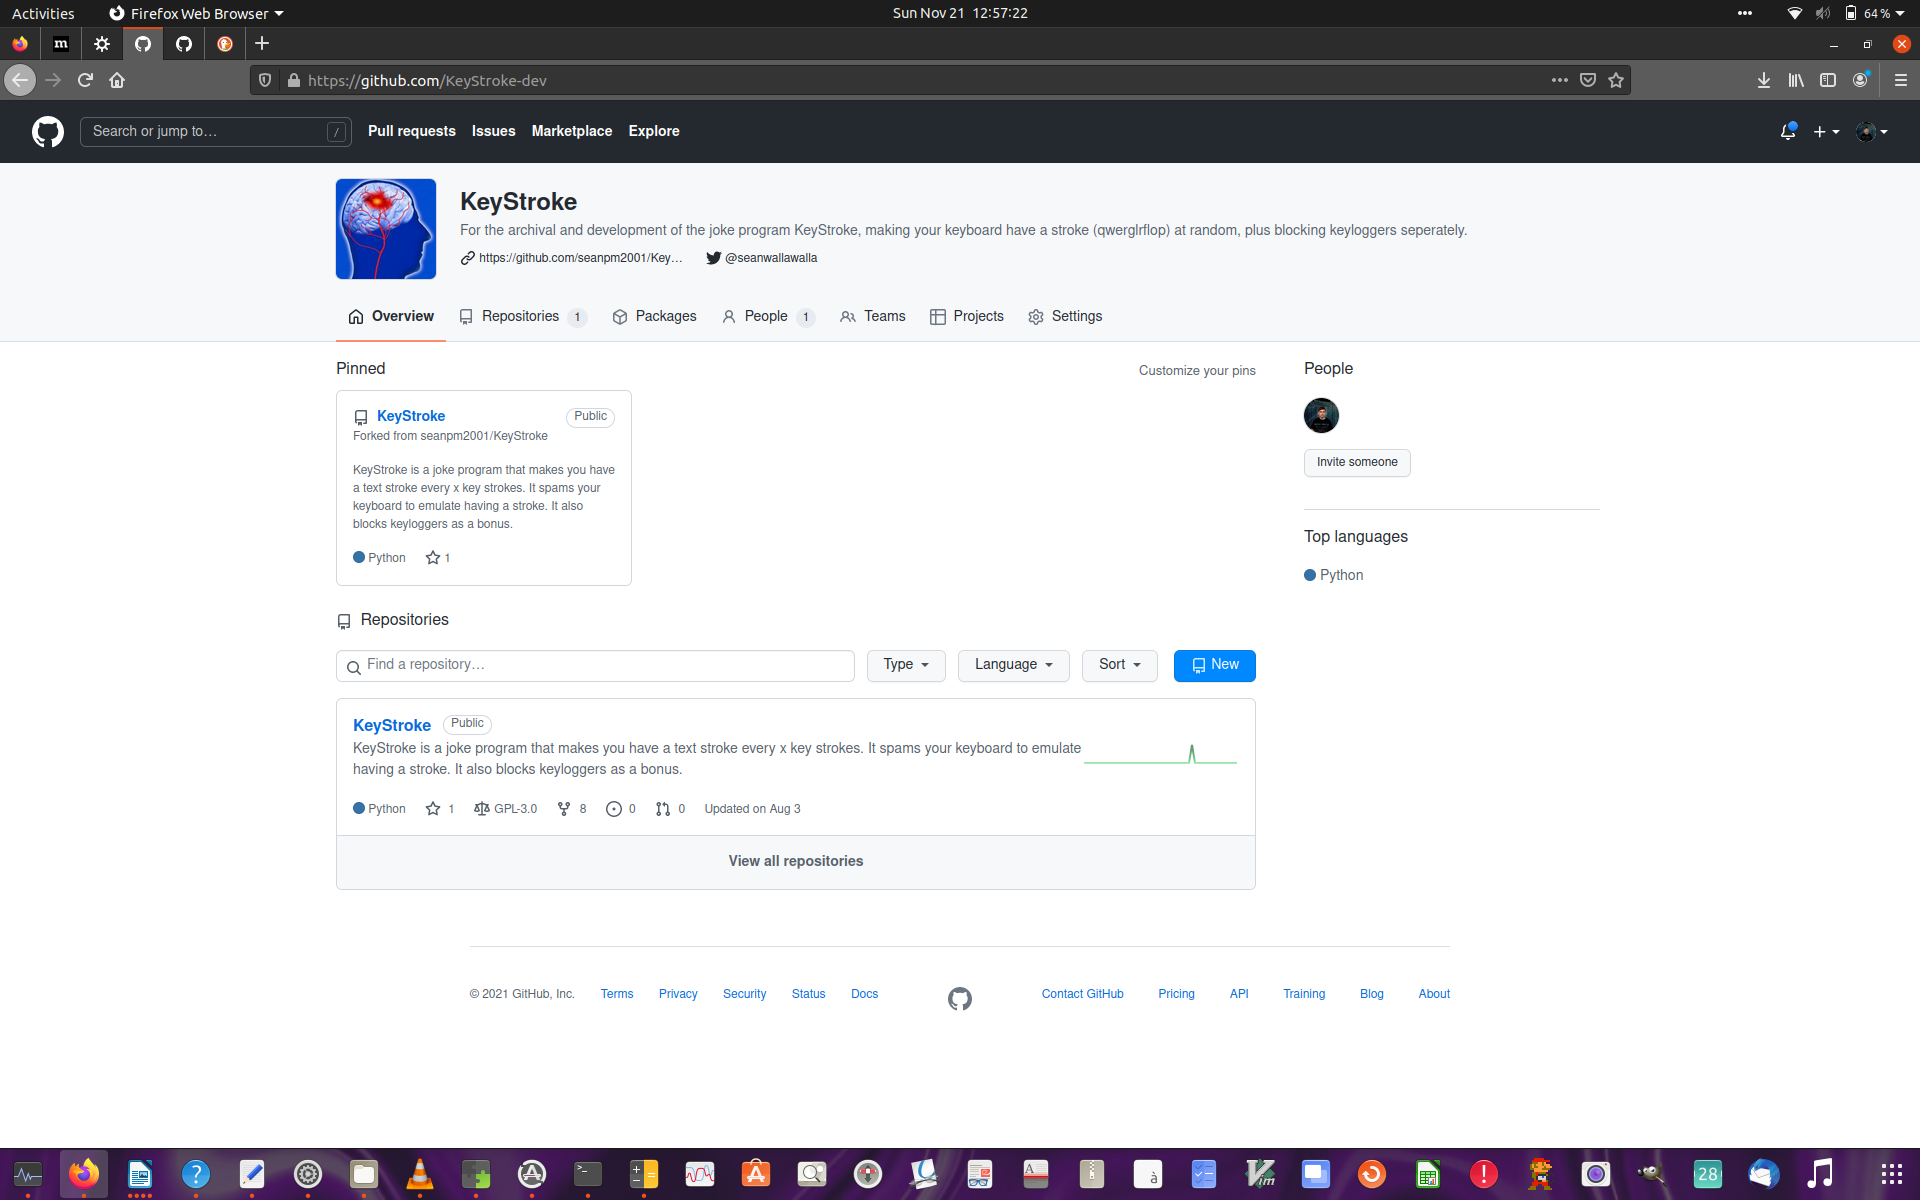 Activities
Firefox Web Browser
Sun Nov 21 12:57:22
64 %
m
https://github.com/KeyStroke-dev
Search or jump to…
/
Pull requests
Issues
Marketplace
Explore
KeyStroke
For the archival and development of the joke program KeyStroke, making your keyboard have a stroke (qwerglrflop) at random, plus blocking keyloggers seperately.
https://github.com/seanpm2001/Key…
@seanwallawalla
Overview
Repositories 1
Packages
People 1
Teams
Projects
Settings
Pinned
Customize your pins
KeyStroke
Public
Forked from seanpm2001/KeyStroke
KeyStroke is a joke program that makes you have
a text stroke every x key strokes. It spams your
keyboard to emulate having a stroke. It also
blocks keyloggers as a bonus.
Python
1
People
Invite someone
Top languages
Python
Repositories
Find a repository…
Type
Language
Sort
New
KeyStroke
Public
KeyStroke is a joke program that makes you have a text stroke every x key strokes. It spams your keyboard to emulate
having a stroke. It also blocks keyloggers as a bonus.
Python
1
GPL-3.0
8
0
0
Updated on Aug 3
View all repositories
© 2021 GitHub, Inc.
Terms
Privacy
Security
Status
Docs
Contact GitHub
Pricing
API
Training
Blog
About
?
>_
A
à
Vim
!
28